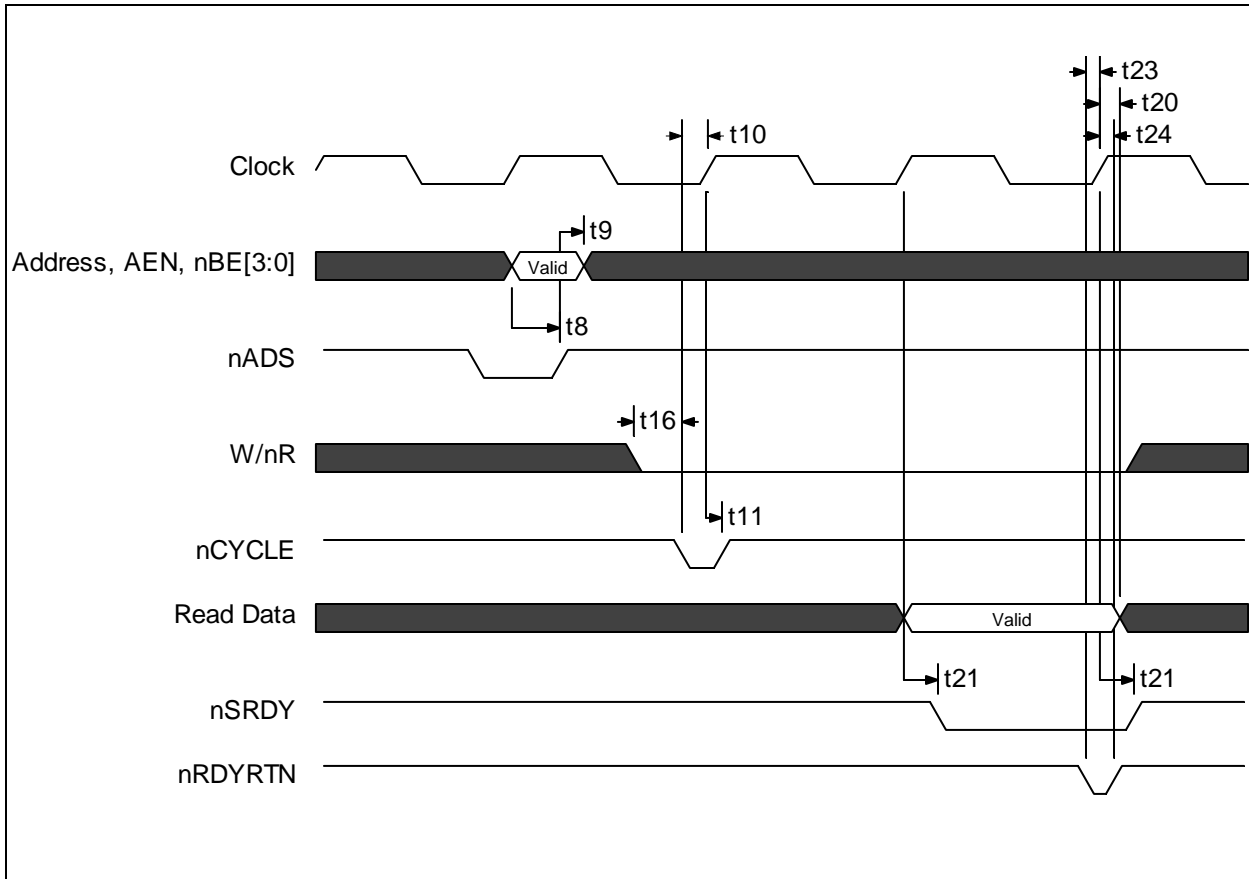 t23
t20
t10
t24
Clock
t9
Address, AEN, nBE[3:0]
Valid
t8
nADS
t16
W/nR
t11
nCYCLE
Read Data
Valid
t21
t21
nSRDY
nRDYRTN